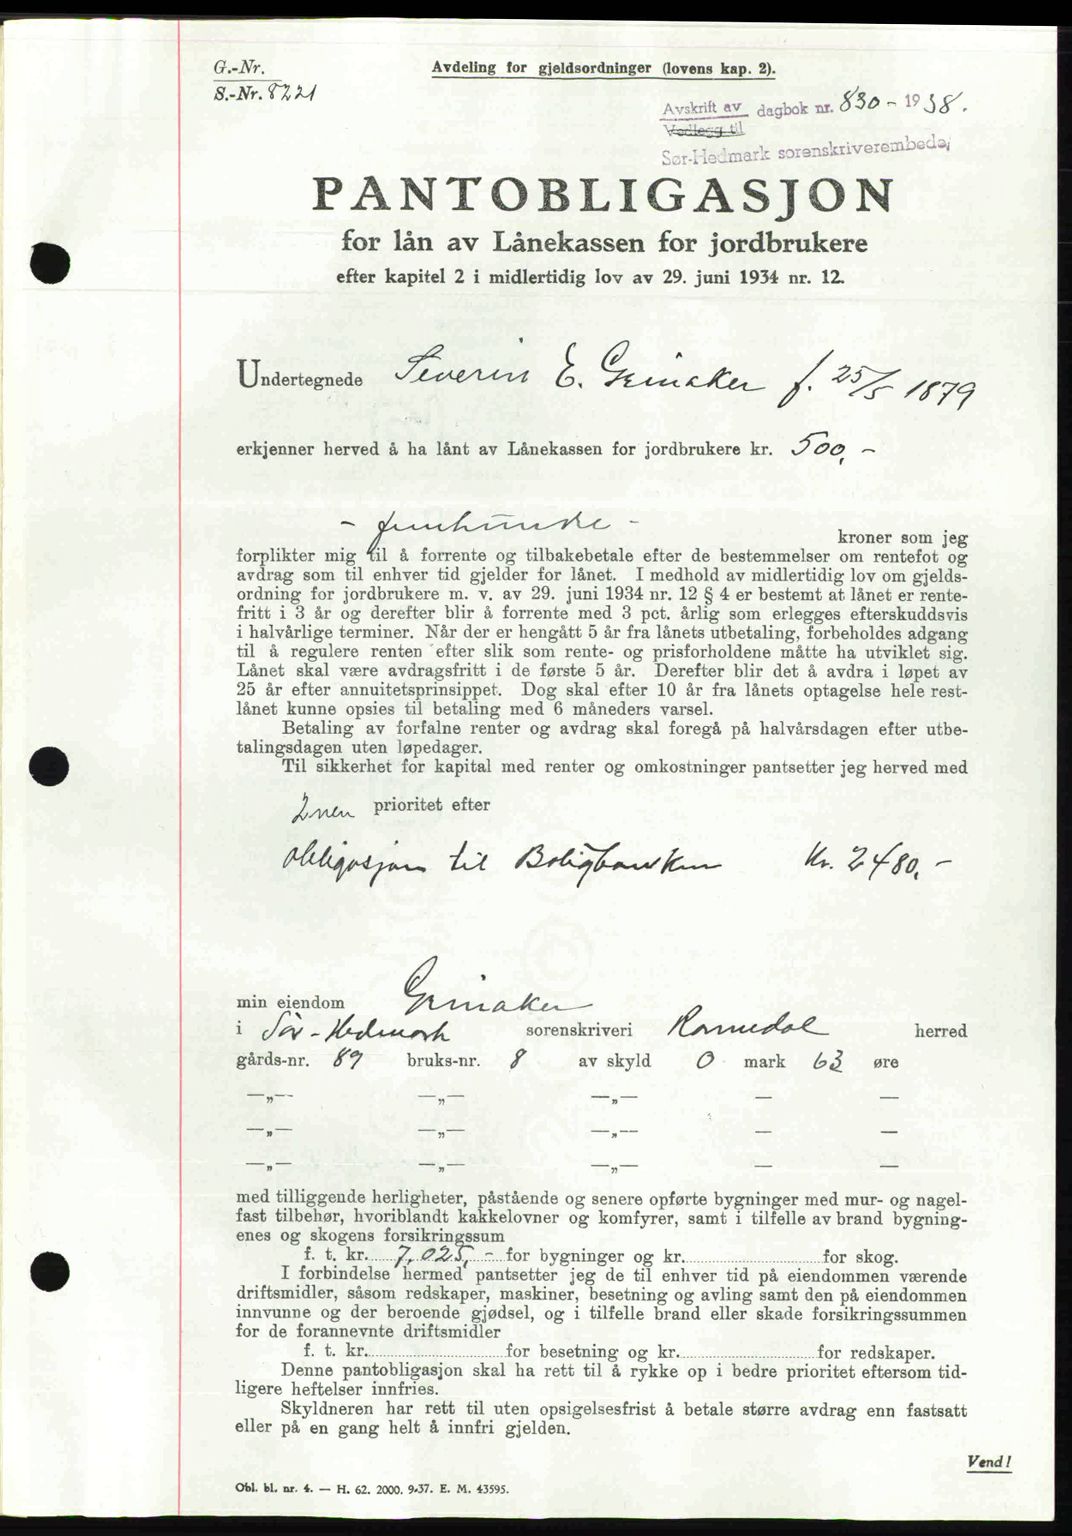 G.-Nr.
S.-Nr. 8221
Avdeling for gjeldsordninger (lovens kap. 2).
Avskrift av dagbok nr. 830 - 1938.
Vedlegg til
Sør-Hedmark sorenskriverembede
PANTOBLIGASJON
for lån av Lånekassen for jordbrukere
efter kapitel 2 i midlertidig lov av 29. juni 1934 nr. 12.
Undertegnede Severin E. Grinaker f. 25/5 1879
erkjenner herved å ha lånt av Lånekassen for jordbrukere kr. 500,-
- femhundre -
kroner som jeg
forplikter mig til å forrente og tilbakebetale efter de bestemmelser om rentefot og
avdrag som til enhver tid gjelder for lånet. I medhold av midlertidig lov om gjelds-
ordning for jordbrukere m. v. av 29. juni 1934 nr. 12 § 4 er bestemt at lånet er rente-
fritt i 3 år og derefter blir å forrente med 3 pct. årlig som erlegges efterskuddsvis
i halvårlige terminer. Når der er hengått 5 år fra lånets utbetaling, forbeholdes adgang
til å regulere renten efter slik som rente- og prisforholdene måtte ha utviklet sig.
Lånet skal være avdragsfritt i de første 5 år. Derefter blir det å avdra i løpet av
25 år efter annuitetsprinsippet. Dog skal efter 10 år fra lånets optagelse hele rest-
lånet kunne opsies til betaling med 6 måneders varsel.
Betaling av forfalne renter og avdrag skal foregå på halvårsdagen efter utbe-
talingsdagen uten løpedager.
Til sikkerhet for kapital med renter og omkostninger pantsetter jeg herved med
2nen prioritet efter
obligasjon til Boligbanken kr. 2480,-
min eiendom Grinaker
i Sør-Hedmark sorenskriveri Romedal herred
gårds-nr. 89 bruks-nr. 8 av skyld 0 mark 63 øre
—„— —„— —„— — —
—„— —„— —„— — —
—„— —„— —„— — —
med tilliggende herligheter, påstående og senere opførte bygninger med mur- og nagel-
fast tilbehør, hvoriblandt kakkelovner og komfyrer, samt i tilfelle av brand bygning-
enes og skogens forsikringssum
f. t. kr. 7,025,- for bygninger og kr. for skog.
I forbindelse hermed pantsetter jeg de til enhver tid på eiendommen værende
driftsmidler, såsom redskaper, maskiner, besetning og avling samt den på eiendommen
innvunne og der beroende gjødsel, og i tilfelle brand eller skade forsikringssummen
for de forannevnte driftsmidler
f. t. kr. for besetning og kr. for redskaper.
Denne pantobligasjon skal ha rett til å rykke op i bedre prioritet eftersom tid-
ligere heftelser innfries.
Skyldneren har rett til uten opsigelsesfrist å betale større avdrag enn fastsatt
eller på en gang helt å innfri gjelden.
Vend!
Obl. bl. nr. 4. — H. 62. 2000. 9-37. E. M. 43595.